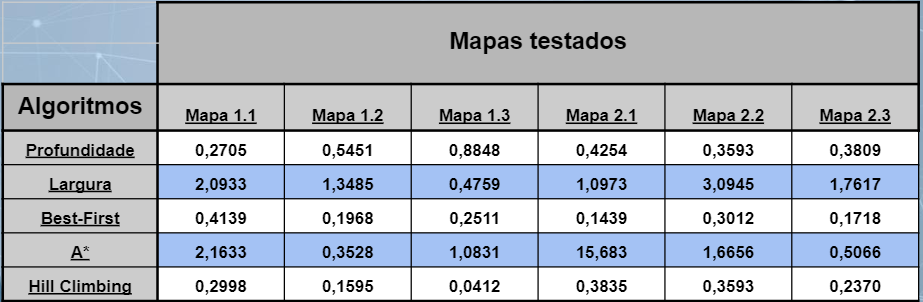 Mapas testados
Algoritmos Mapa 1.1 Mapa 1.2 Mapa 1.3 Mapa 2.1 Mapa 2.2 Mapa 2.3
Profundidade 0,2705 0,5451 0,8848 0,4254 0,3593 0,3809
Largura 2,0933 1,3485 0,4759 1,0973 3,0945 1,7617
Best-First 0,4139 0,1968 0,2511 0,1439 0,3012 0,1718
A* 2,1633 0,3528 1,0831 15,683 1,6656 0,5066
Hill Climbing 0,2998 0,1595 0,0412 0,3835 0,3593 0,2370